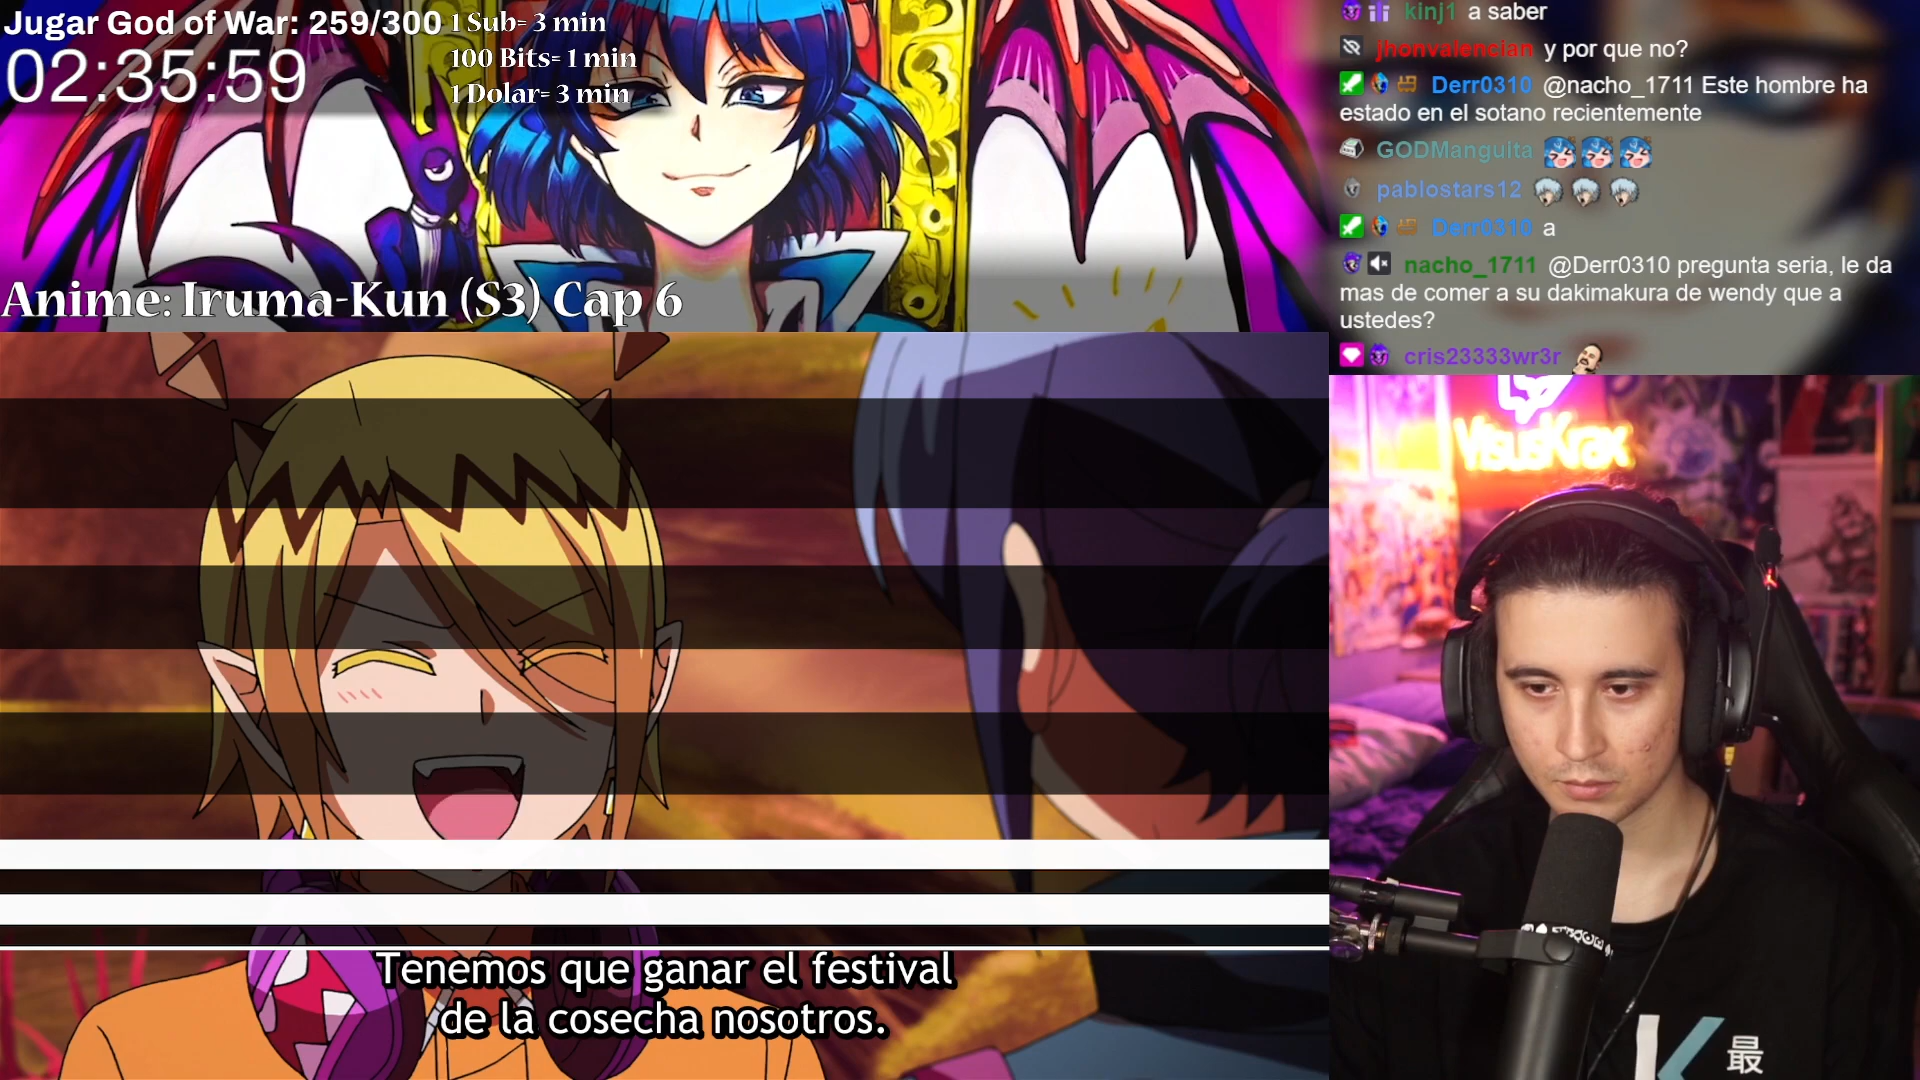 Jugar God of War: 259/300
02:35:59
1 Sub= 3 min
100 Bits= 1 min
1 Dolar= 3 min
Anime: Iruma-Kun (S3) Cap 6
kinj1 a saber
jhonvalencian y por que no?
Derr0310 @nacho_1711 Este hombre ha
estado en el sotano recientemente
GODManguita
pablostars12
Derr0310 a
nacho_1711 @Derr0310 pregunta seria, le da
mas de comer a su dakimakura de wendy que a
ustedes?
cris23333wr3r
VisusKrax
Tenemos que ganar el festival
de la cosecha nosotros.
最